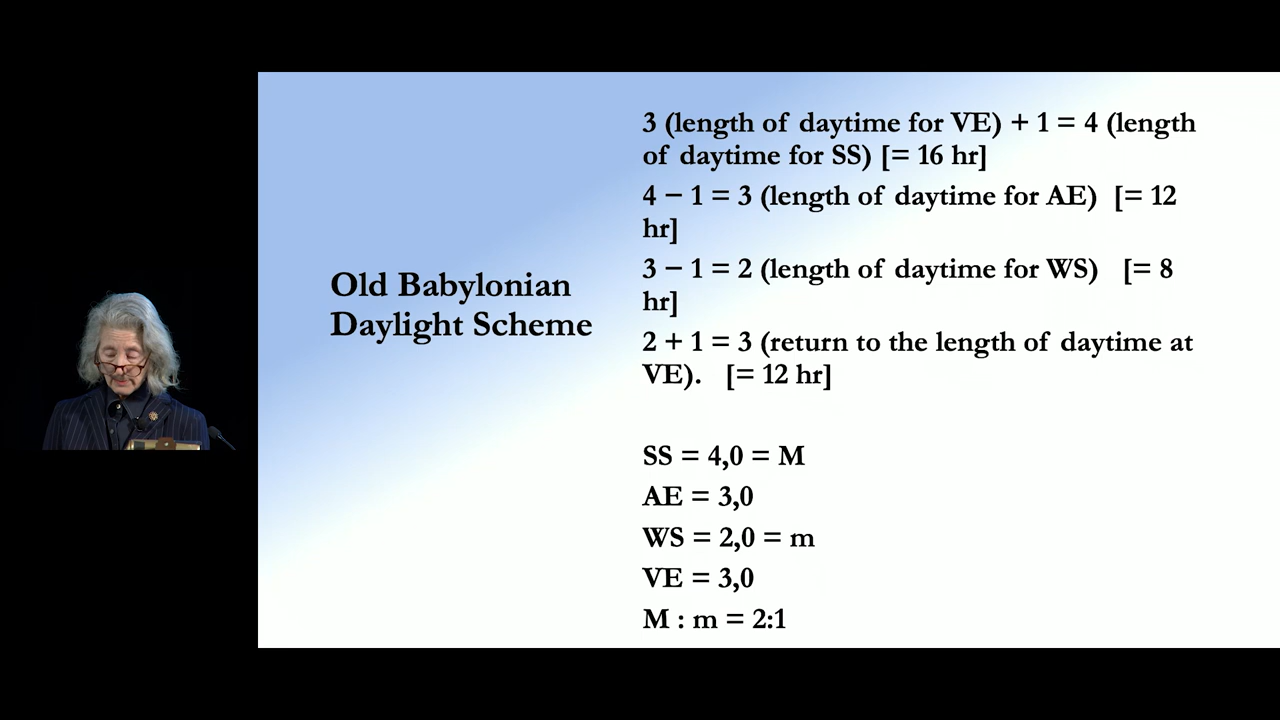 Old Babylonian
Daylight Scheme
3 (length of daytime for VE) + 1 = 4 (length
of daytime for SS) [= 16 hr]
4 – 1 = 3 (length of daytime for AE) [= 12
hr]
3 – 1 = 2 (length of daytime for WS) [= 8
hr]
2 + 1 = 3 (return to the length of daytime at
VE). [= 12 hr]
SS = 4,0 = M
AE = 3,0
WS = 2,0 = m
VE = 3,0
M : m = 2:1